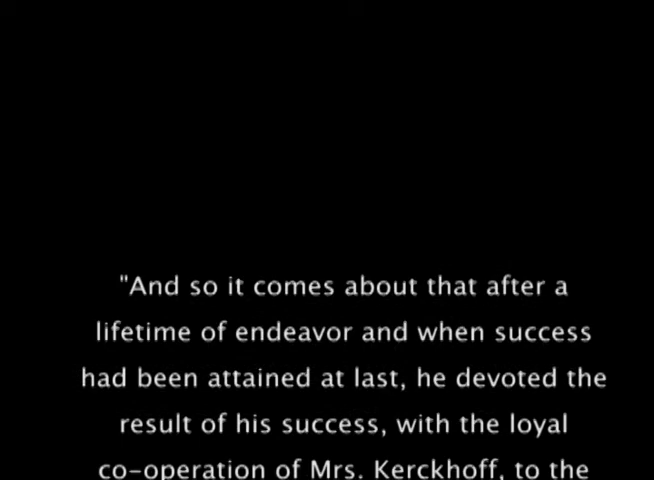 "And so it comes about that after a
lifetime of endeavor and when success
had been attained at last, he devoted the
result of his success, with the loyal
co-operation of Mrs. Kerckhoff, to the